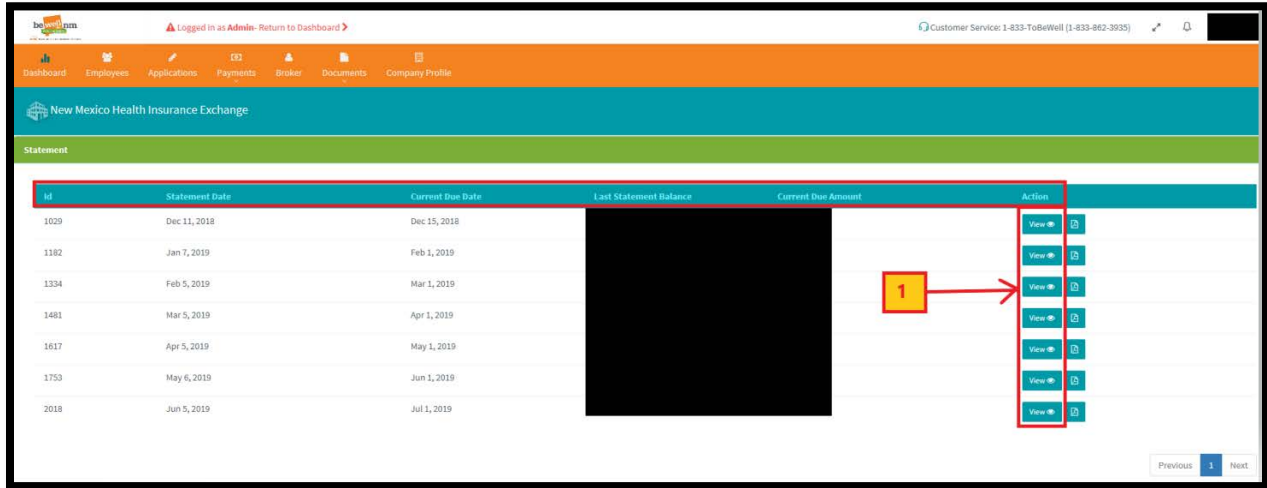 bewellnm
Logged in as Admin- Return to Dashboard
Customer Service: 1-833-ToBeWell (1-833-862-3935)
Dashboard Employees Applications Payments Broker Documents Company Profile
New Mexico Health Insurance Exchange
Statement
Id Statement Date Current Due Date Last Statement Balance Current Due Amount Action
1029 Dec 11, 2018 Dec 15, 2018 View
1182 Jan 7, 2019 Feb 1, 2019 View
1334 Feb 5, 2019 Mar 1, 2019 1 View
1481 Mar 5, 2019 Apr 1, 2019 View
1617 Apr 5, 2019 May 1, 2019 View
1753 May 6, 2019 Jun 1, 2019 View
2018 Jun 5, 2019 Jul 1, 2019 View
Previous 1 Next